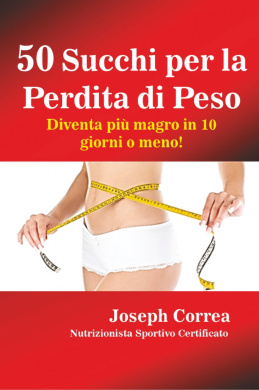 50 Succhi per la
Perdita di Peso
Diventa più magro in 10
giorni o meno!
Joseph Correa
Nutrizionista Sportivo Certificato